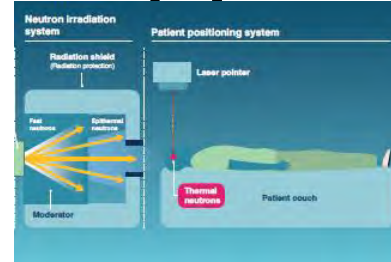 Neutron irradiation
system
Patient positioning system
Radiation shield
(Radiation protection)
Laser pointer
Fast
neutrons
Epithermal
neutrons
Thermal
neutrons
Patient couch
Moderator